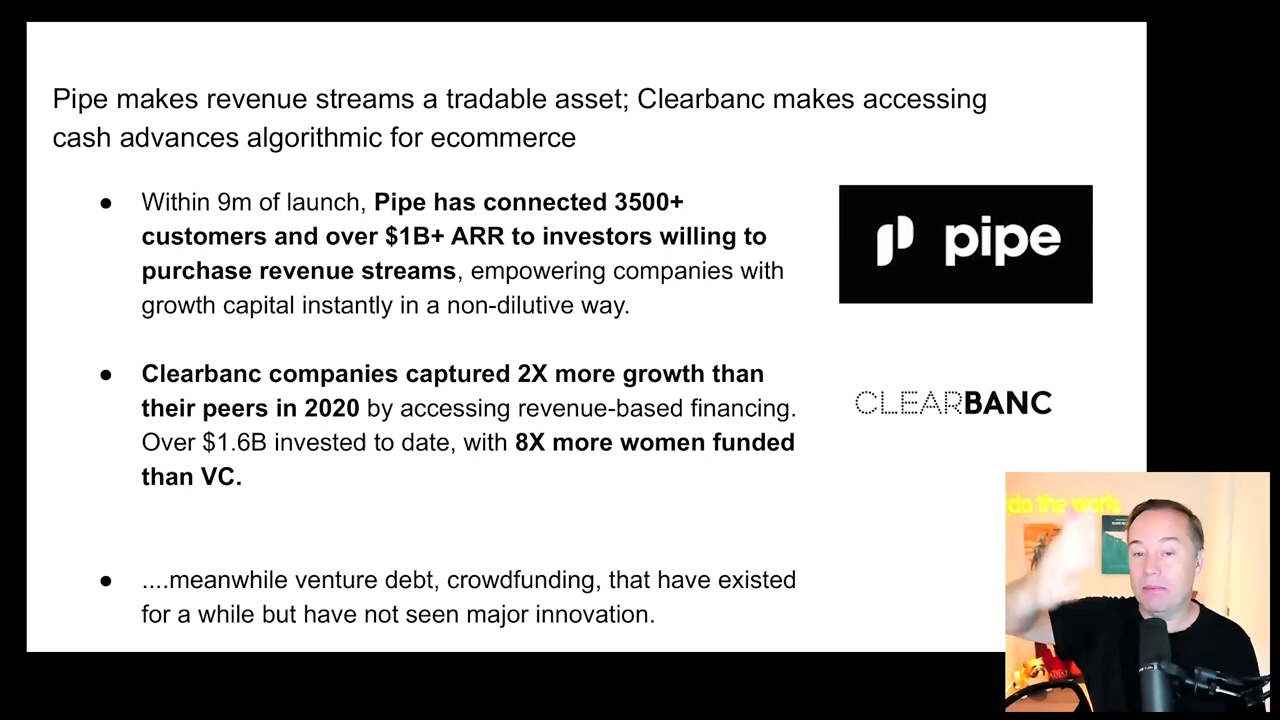 Pipe makes revenue streams a tradable asset; Clearbanc makes accessing
cash advances algorithmic for ecommerce
● Within 9m of launch, Pipe has connected 3500+
customers and over $1B+ ARR to investors willing to
purchase revenue streams, empowering companies with
growth capital instantly in a non-dilutive way.
pipe
● Clearbanc companies captured 2X more growth than
their peers in 2020 by accessing revenue-based financing.
Over $1.6B invested to date, with 8X more women funded
than VC.
CLEARBANC
● ....meanwhile venture debt, crowdfunding, that have existed
for a while but have not seen major innovation.
do the work